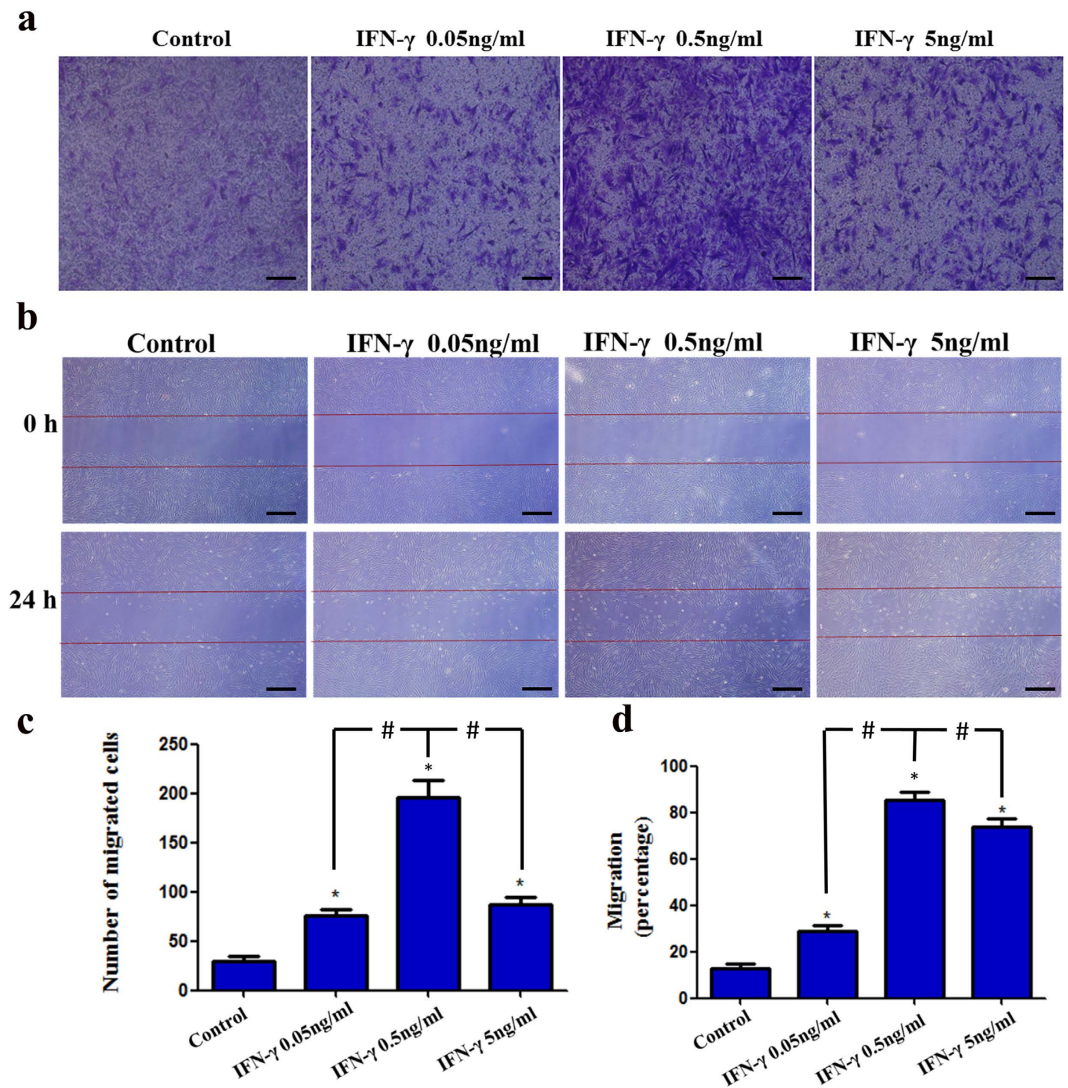 a
Control IFN-γ 0.05ng/ml IFN-γ 0.5ng/ml IFN-γ 5ng/ml
b
Control IFN-γ 0.05ng/ml IFN-γ 0.5ng/ml IFN-γ 5ng/ml
0 h
24 h
c
Number of migrated cells
250
200
150
100
50
0
# #
*
*
*
Control
IFN-γ 0.05ng/ml
IFN-γ 0.5ng/ml
IFN-γ 5ng/ml
d
Migration
(percentage)
100
80
60
40
20
0
# #
*
*
*
Control
IFN-γ 0.05ng/ml
IFN-γ 0.5ng/ml
IFN-γ 5ng/ml